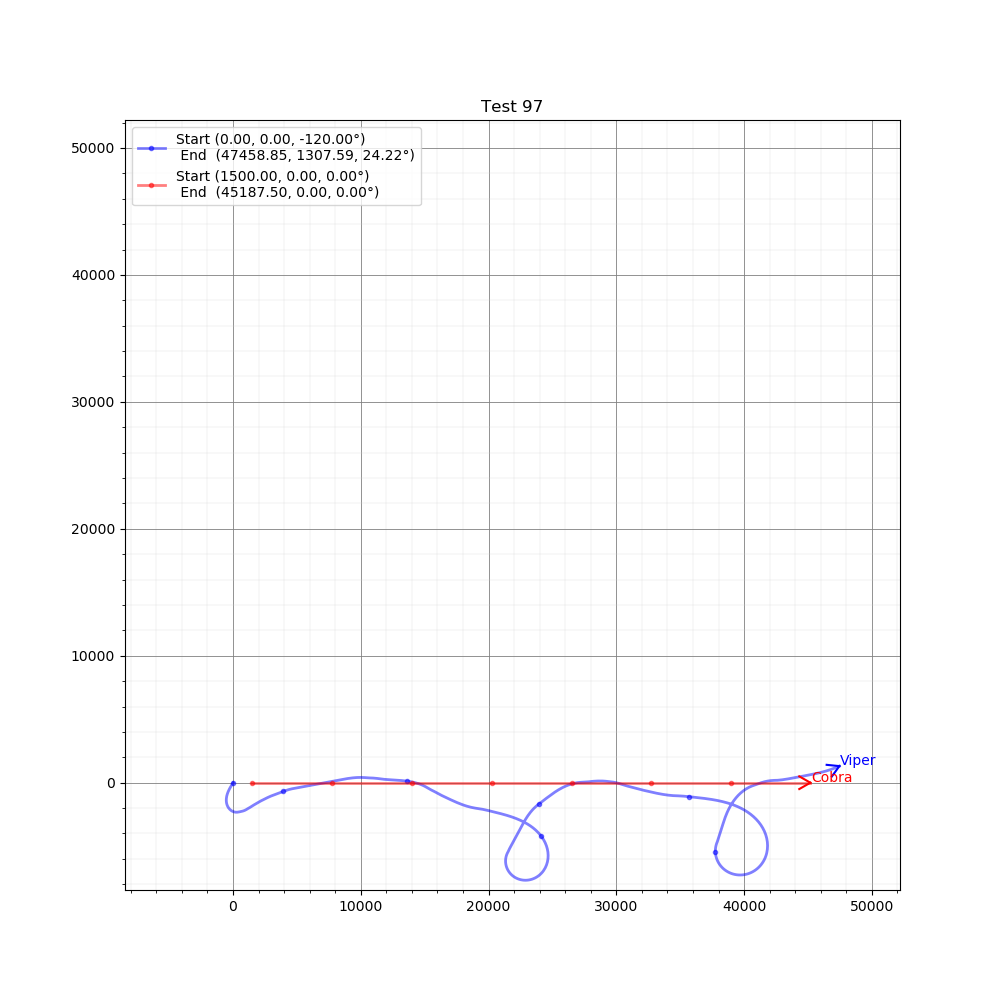 Test 97
Start (0.00, 0.00, -120.00°)
End (47458.85, 1307.59, 24.22°)
Start (1500.00, 0.00, 0.00°)
End (45187.50, 0.00, 0.00°)
50000
40000
30000
20000
10000
0
Viper
Cobra
0 10000 20000 30000 40000 50000